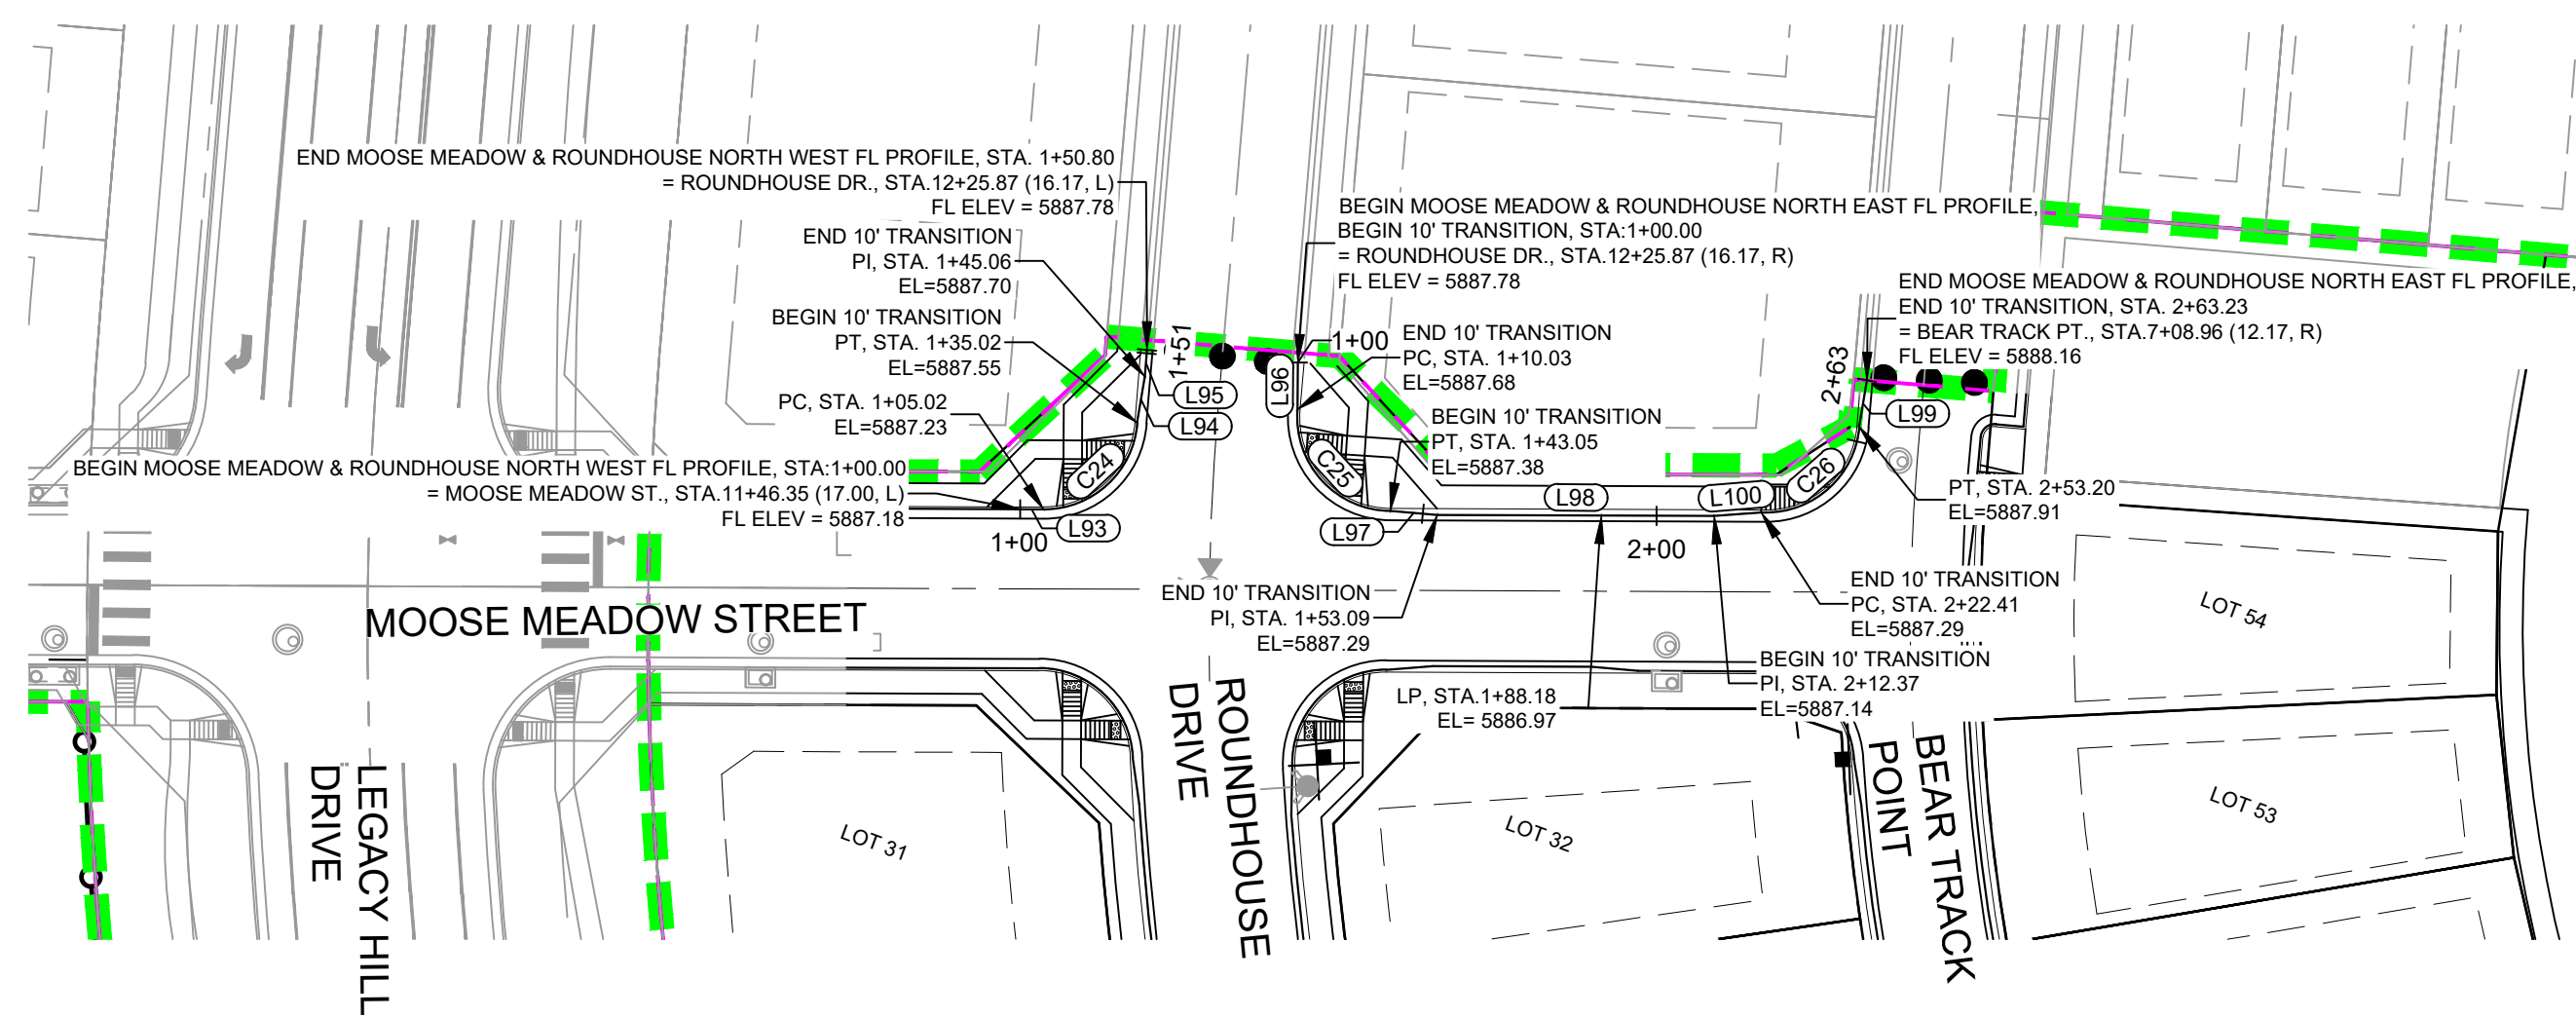 END MOOSE MEADOW & ROUNDHOUSE NORTH WEST FL PROFILE, STA. 1+50.80
= ROUNDHOUSE DR., STA.12+25.87 (16.17, L)
FL ELEV = 5887.78
END 10' TRANSITION
PI, STA. 1+45.06
EL=5887.70
BEGIN 10' TRANSITION
PT, STA. 1+35.02
EL=5887.55
PC, STA. 1+05.02
EL=5887.23
BEGIN MOOSE MEADOW & ROUNDHOUSE NORTH WEST FL PROFILE, STA:1+00.00
= MOOSE MEADOW ST., STA.11+46.35 (17.00, L)
FL ELEV = 5887.18
1+00
L93
C24
L94
L95
1+51
BEGIN MOOSE MEADOW & ROUNDHOUSE NORTH EAST FL PROFILE,
BEGIN 10' TRANSITION, STA:1+00.00
= ROUNDHOUSE DR., STA.12+25.87 (16.17, R)
FL ELEV = 5887.78
1+00
L96
END 10' TRANSITION
PC, STA. 1+10.03
EL=5887.68
BEGIN 10' TRANSITION
PT, STA. 1+43.05
EL=5887.38
C25
L97
L98
L100
C26
2+00
END MOOSE MEADOW & ROUNDHOUSE NORTH EAST FL PROFILE,
END 10' TRANSITION, STA. 2+63.23
= BEAR TRACK PT., STA.7+08.96 (12.17, R)
FL ELEV = 5888.16
2+63
L99
PT, STA. 2+53.20
EL=5887.91
END 10' TRANSITION
PI, STA. 1+53.09
EL=5887.29
END 10' TRANSITION
PC, STA. 2+22.41
EL=5887.29
BEGIN 10' TRANSITION
PI, STA. 2+12.37
EL=5887.14
LP, STA.1+88.18
EL= 5886.97
MOOSE MEADOW STREET
LEGACY HILL
DRIVE
ROUNDHOUSE
DRIVE
BEAR TRACK
POINT
LOT 31
LOT 32
LOT 54
LOT 53